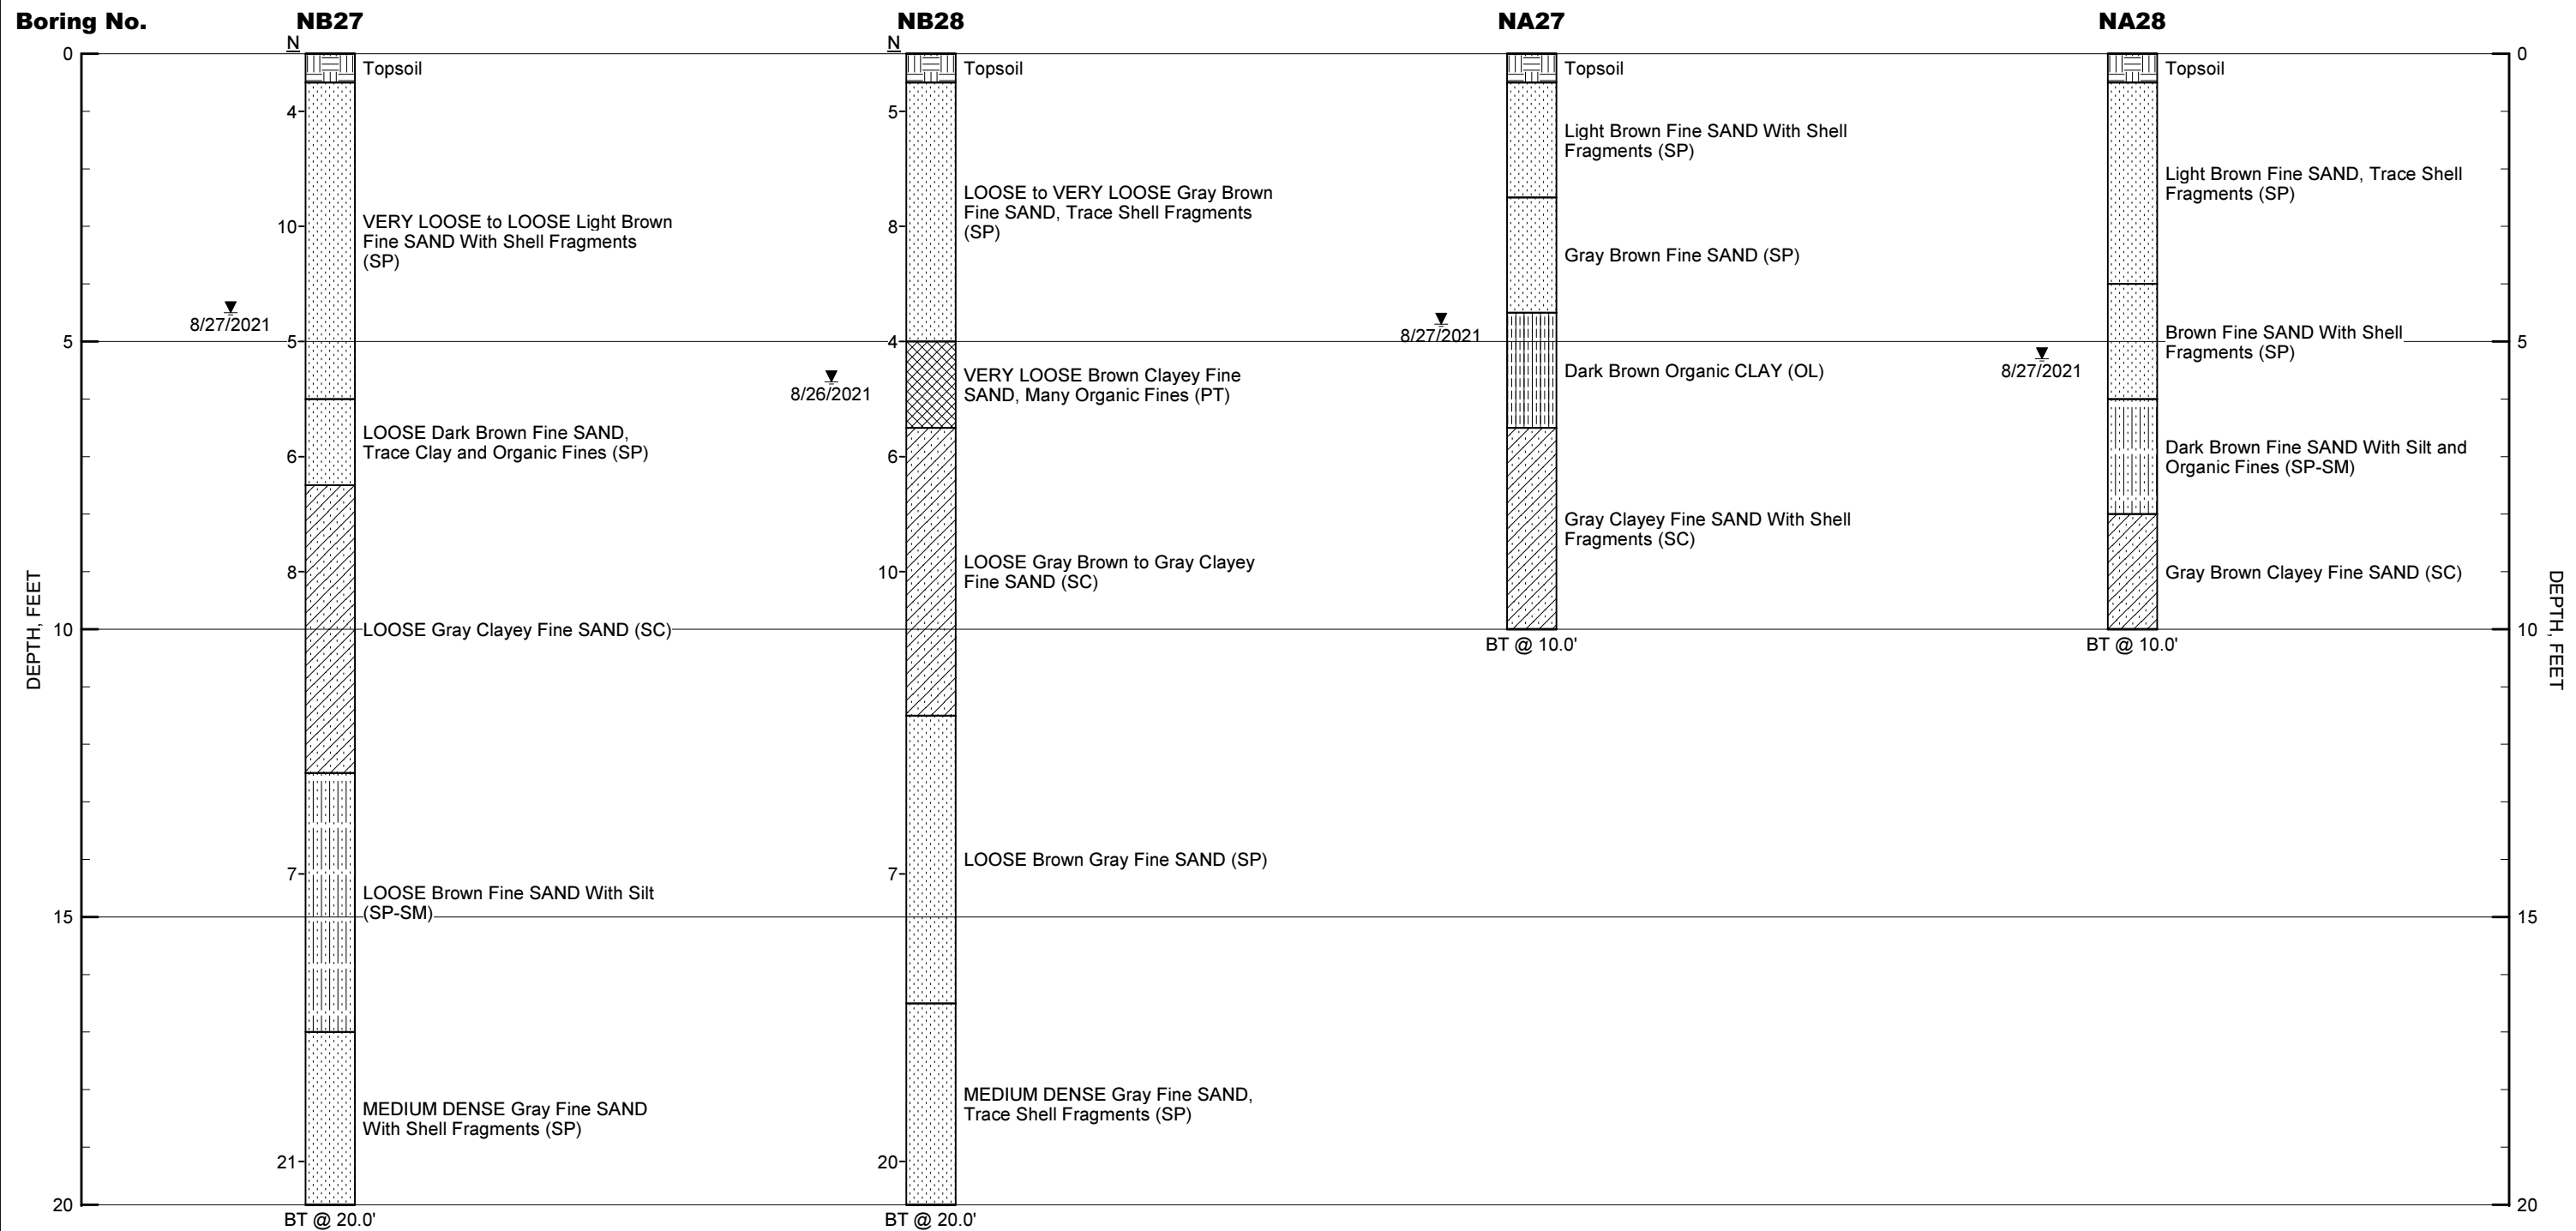 Boring No.
NB27
NB28
NA27
NA28
N
N
0
0
Topsoil
Topsoil
Topsoil
Topsoil
4
5
Light Brown Fine SAND With Shell
Fragments (SP)
Light Brown Fine SAND, Trace Shell
Fragments (SP)
LOOSE to VERY LOOSE Gray Brown
Fine SAND, Trace Shell Fragments
(SP)
10
8
VERY LOOSE to LOOSE Light Brown
Fine SAND With Shell Fragments
(SP)
Gray Brown Fine SAND (SP)
8/27/2021
8/27/2021
5
5
4
5
Brown Fine SAND With Shell
Fragments (SP)
8/26/2021
VERY LOOSE Brown Clayey Fine
SAND, Many Organic Fines (PT)
Dark Brown Organic CLAY (OL)
8/27/2021
LOOSE Dark Brown Fine SAND,
Trace Clay and Organic Fines (SP)
6
6
Dark Brown Fine SAND With Silt and
Organic Fines (SP-SM)
Gray Clayey Fine SAND With Shell
Fragments (SC)
8
10
LOOSE Gray Brown to Gray Clayey
Fine SAND (SC)
Gray Brown Clayey Fine SAND (SC)
DEPTH, FEET
DEPTH, FEET
10
LOOSE Gray Clayey Fine SAND (SC)
10
BT @ 10.0'
BT @ 10.0'
7
7
LOOSE Brown Gray Fine SAND (SP)
LOOSE Brown Fine SAND With Silt
(SP-SM)
15
15
MEDIUM DENSE Gray Fine SAND
With Shell Fragments (SP)
MEDIUM DENSE Gray Fine SAND,
Trace Shell Fragments (SP)
21
20
20
20
BT @ 20.0'
BT @ 20.0'